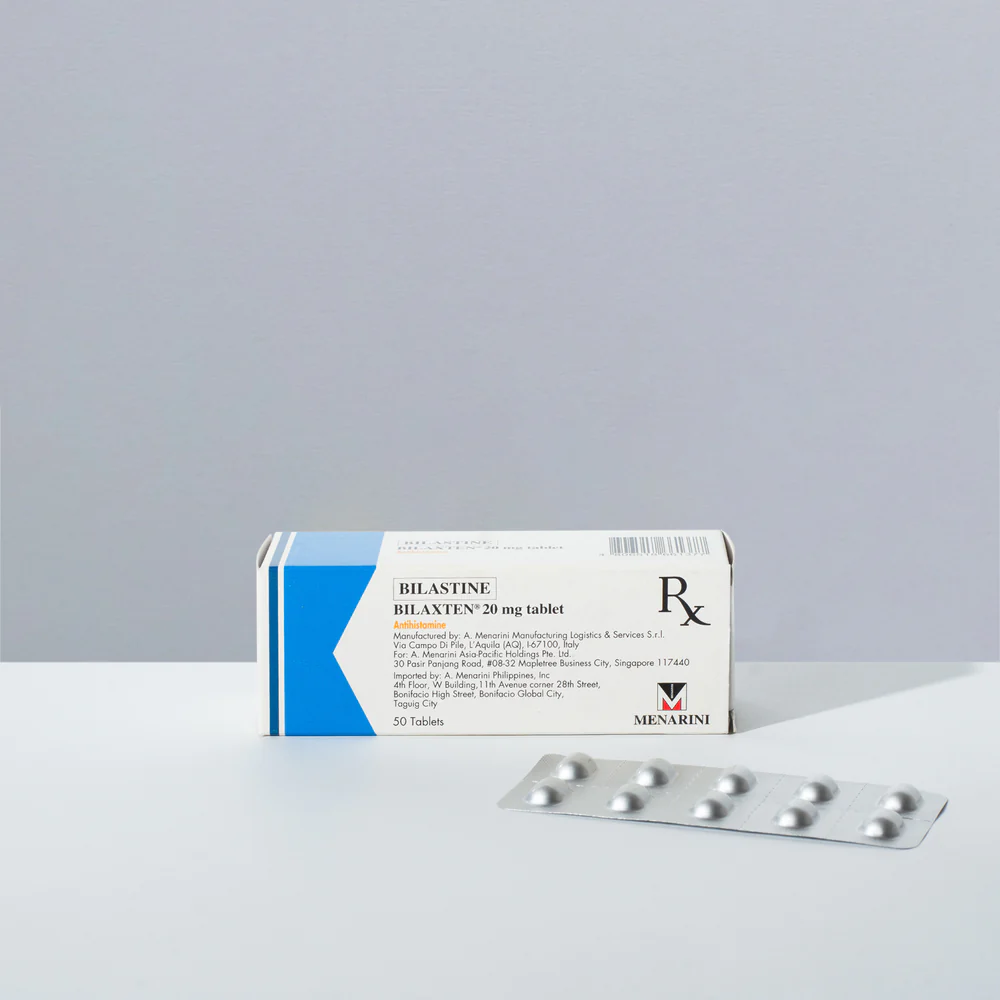 BILASTINE
BILAXTEN® 20 mg tablet
BILASTINE
BILAXTEN® 20 mg tablet
Antihistamine
Manufactured by: A. Menarini Manufacturing Logistics & Services S.r.l.
Via Campo Di Pile, L'Aquila (AQ), I-67100, Italy
For: A. Menarini Asia-Pacific Holdings Pte. Ltd.
30 Pasir Panjang Road, #08-32 Mapletree Business City, Singapore 117440
Imported by: A. Menarini Philippines, Inc
4th Floor, W Building,11th Avenue corner 28th Street,
Bonifacio High Street, Bonifacio Global City,
Taguig City
50 Tablets
Rx
MENARINI